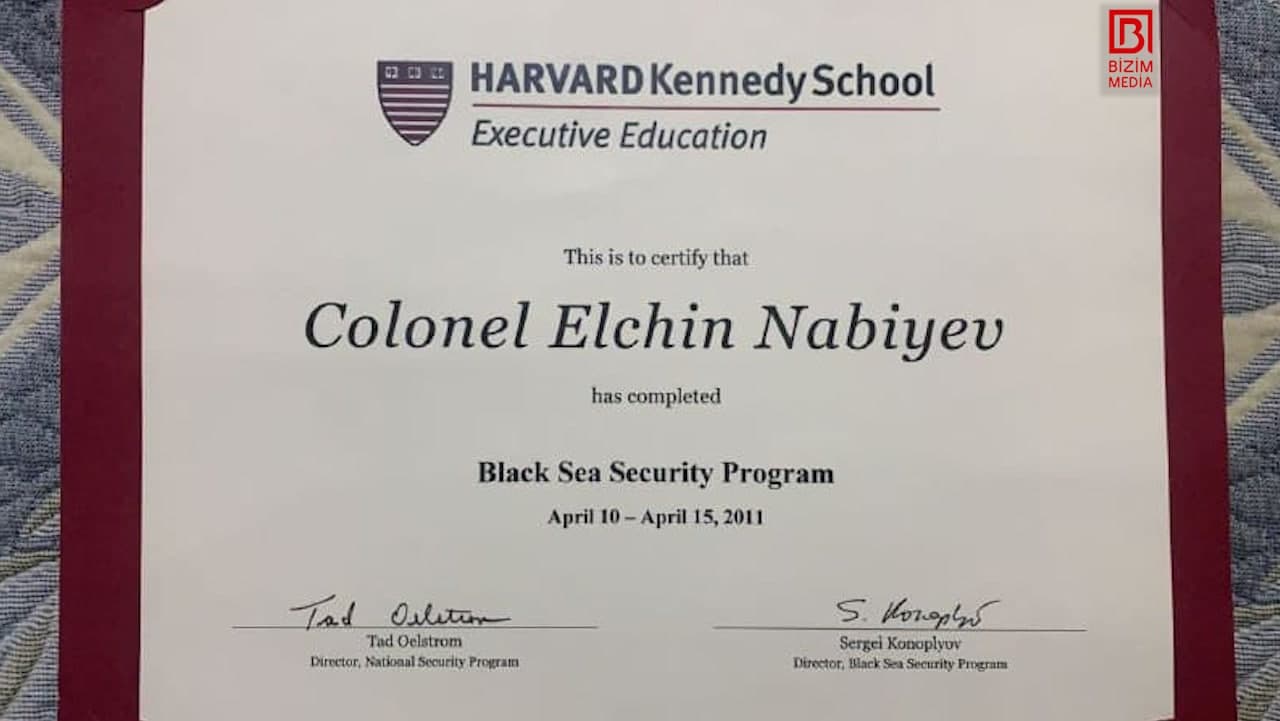 BİZİM
MEDIA
HARVARD Kennedy School
Executive Education
This is to certify that
Colonel Elchin Nabiyev
has completed
Black Sea Security Program
April 10 – April 15, 2011
Tad Oelstrom
S. Konoplyov
Tad Oelstrom
Sergei Konoplyov
Director, National Security Program
Director, Black Sea Security Program